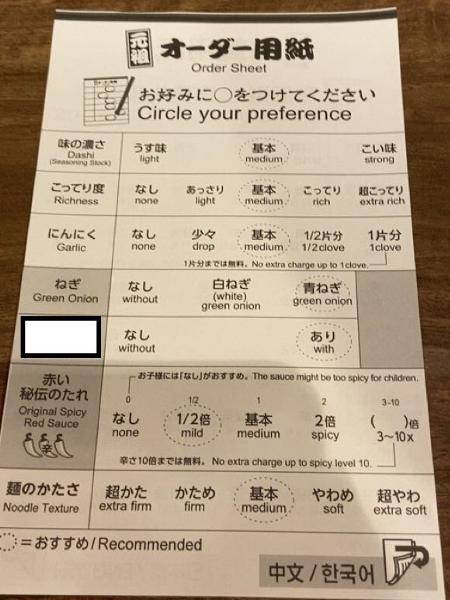 元祖 オーダー用紙
Order Sheet
お好みに○をつけてください
Circle your preference
味の濃さ うす味 基本 こい味
Dashi light medium strong
(Seasoning Stock)
こってり度 なし あっさり 基本 こってり 超こってり
Richness none light medium rich extra rich
にんにく なし 少々 基本 1/2片分 1片分
Garlic none drop medium 1/2clove 1clove
1片分までは無料。No extra charge up to 1clove.
ねぎ なし 白ねぎ 青ねぎ
Green Onion without (white) green onion
green onion
なし あり
without with
赤い お子様には「なし」がおすすめ。The sauce might be too spicy for children.
秘伝のたれ 0 1/2 1 2 3-10
Original Spicy なし 1/2倍 基本 2倍 ( )倍
Red Sauce none mild medium spicy 3~10x
辛 辛さ10倍までは無料。No extra charge up to spicy level 10.
麺のかたさ 超かた かため 基本 やわめ 超やわ
Noodle Texture extra firm firm medium soft extra soft
=おすすめ/Recommended
中文/한국어